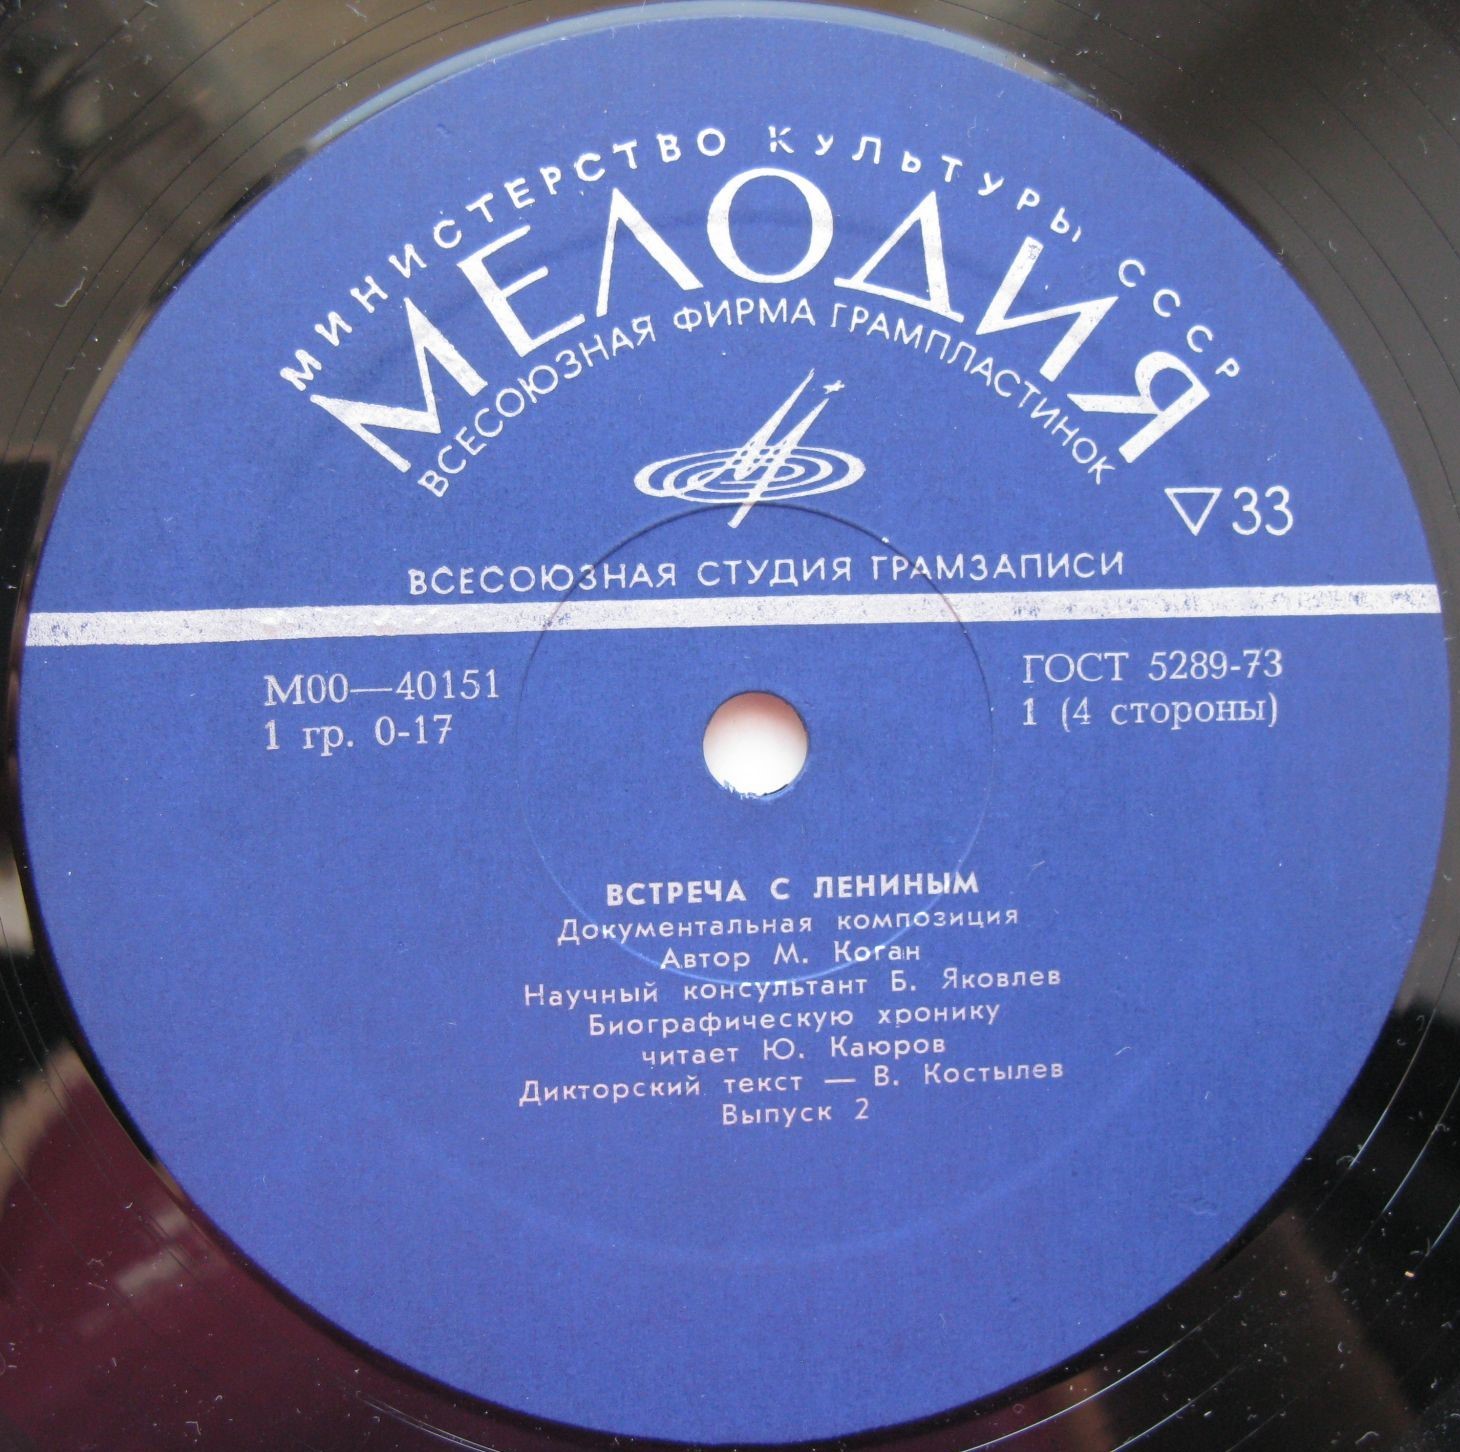 МИНИСТЕРСТВО КУЛЬТУРЫ СССР
МЕЛОДИЯ
ВСЕСОЮЗНАЯ ФИРМА ГРАМПЛАСТИНОК
▽33
ВСЕСОЮЗНАЯ СТУДИЯ ГРАМЗАПИСИ
М00—40151
1 гр. 0-17
ГОСТ 5289-73
1 (4 стороны)
ВСТРЕЧА С ЛЕНИНЫМ
Документальная композиция
Автор М. Коган
Научный консультант Б. Яковлев
Биографическую хронику
читает Ю. Каюров
Дикторский текст — В. Костылев
Выпуск 2